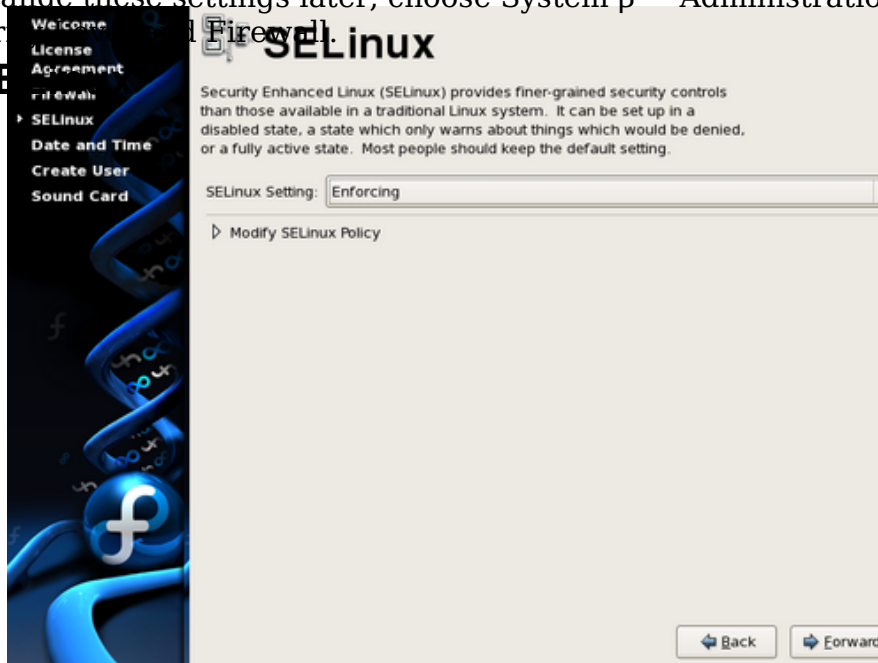 these settings later, choose System Administratio
d Firewall.
Welcome
License
Agreement
Firewall
SELinux
Date and Time
Create User
Sound Card
SELinux
Security Enhanced Linux (SELinux) provides finer-grained security controls
than those available in a traditional Linux system. It can be set up in a
disabled state, a state which only warns about things which would be denied,
or a fully active state. Most people should keep the default setting.
SELinux Setting: Enforcing
Modify SELinux Policy
Back
Forward